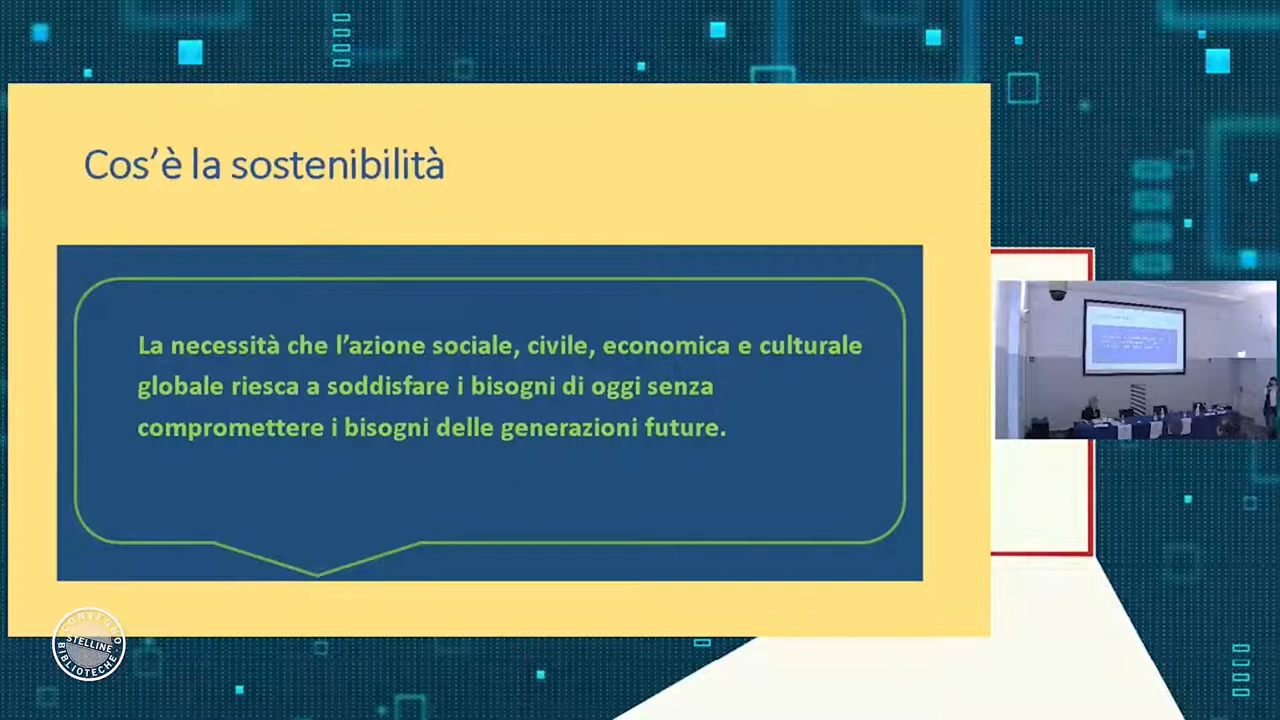 Cos’è la sostenibilità
La necessità che l’azione sociale, civile, economica e culturale
globale riesca a soddisfare i bisogni di oggi senza
compromettere i bisogni delle generazioni future.
CONVEGNO
STELLINE
BIBLIOTECHE